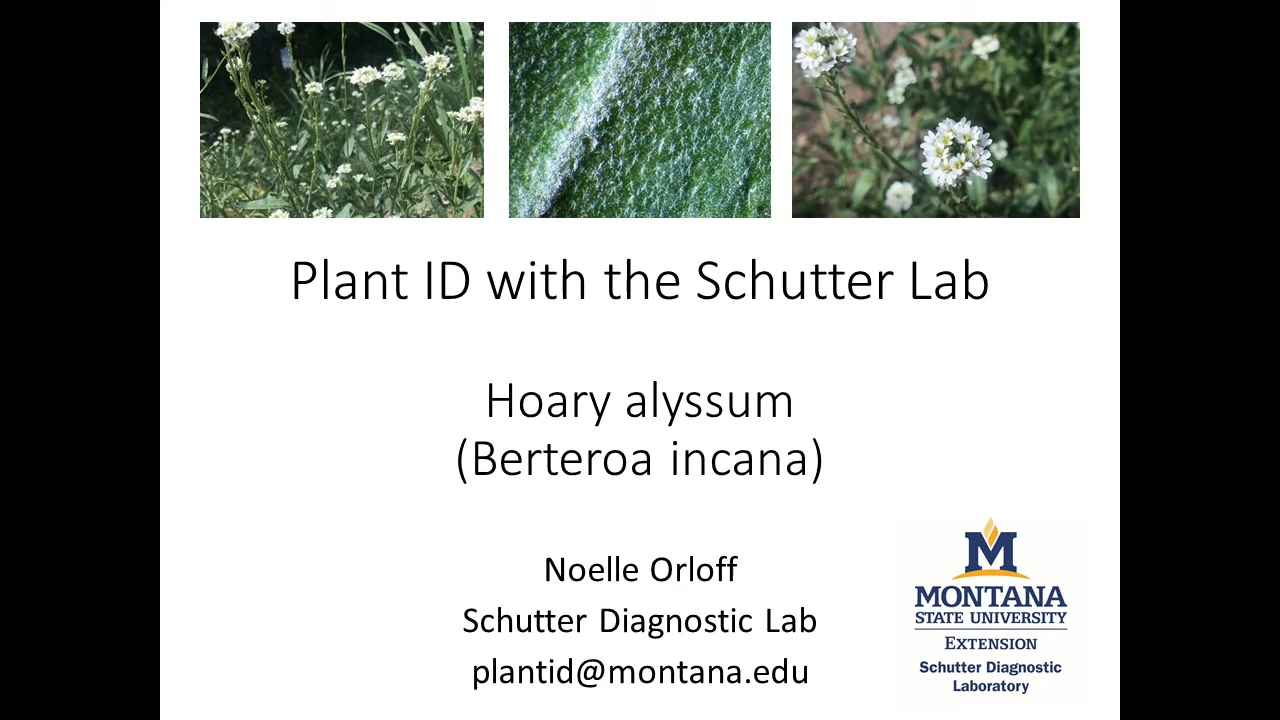 Plant ID with the Schutter Lab
Hoary alyssum
(Berteroa incana)
Noelle Orloff
Schutter Diagnostic Lab
plantid@montana.edu
M
MONTANA
STATE UNIVERSITY
EXTENSION
Schutter Diagnostic
Laboratory